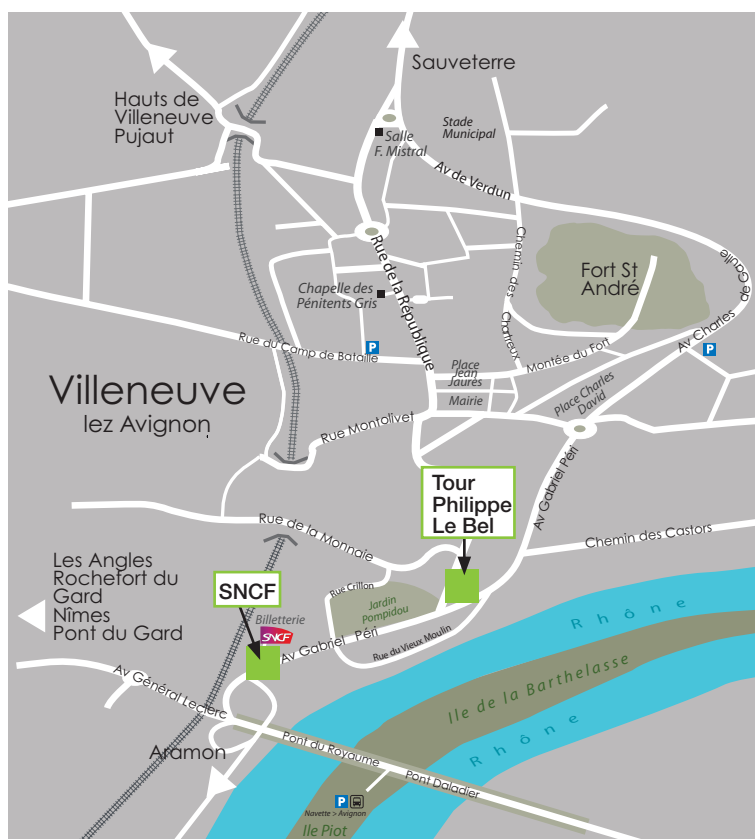 Sauveterre
Hauts de
Villeneuve
Pujaut
Stade
Municipal
Salle
F. Mistral
Av de Verdun
Rue de la République
Chemin des Chartreux
Fort St
André
Av Charles de Gaulle
Chapelle des
Pénitents Gris
P
Rue du Camp de Bataille
P
Place
Jean
Jaurès
Montée du Fort
Mairie
Place Charles
David
Villeneuve
lez Avignon
Rue Montolivet
Tour
Philippe
Le Bel
Av Gabriel Péri
Chemin des Castors
Rue de la Monnaie
Les Angles
Rochefort du
Gard
Nîmes
Pont du Gard
SNCF
Rue Crillon
Jardin
Pompidou
Billetterie
SNCF
Av Gabriel Péri
Rue du Vieux Moulin
Rhône
Ile de la Barthelasse
Rhône
Av Général Leclerc
Aramon
Pont du Royaume
Pont Daladier
P
Navette > Avignon
Ile Piot